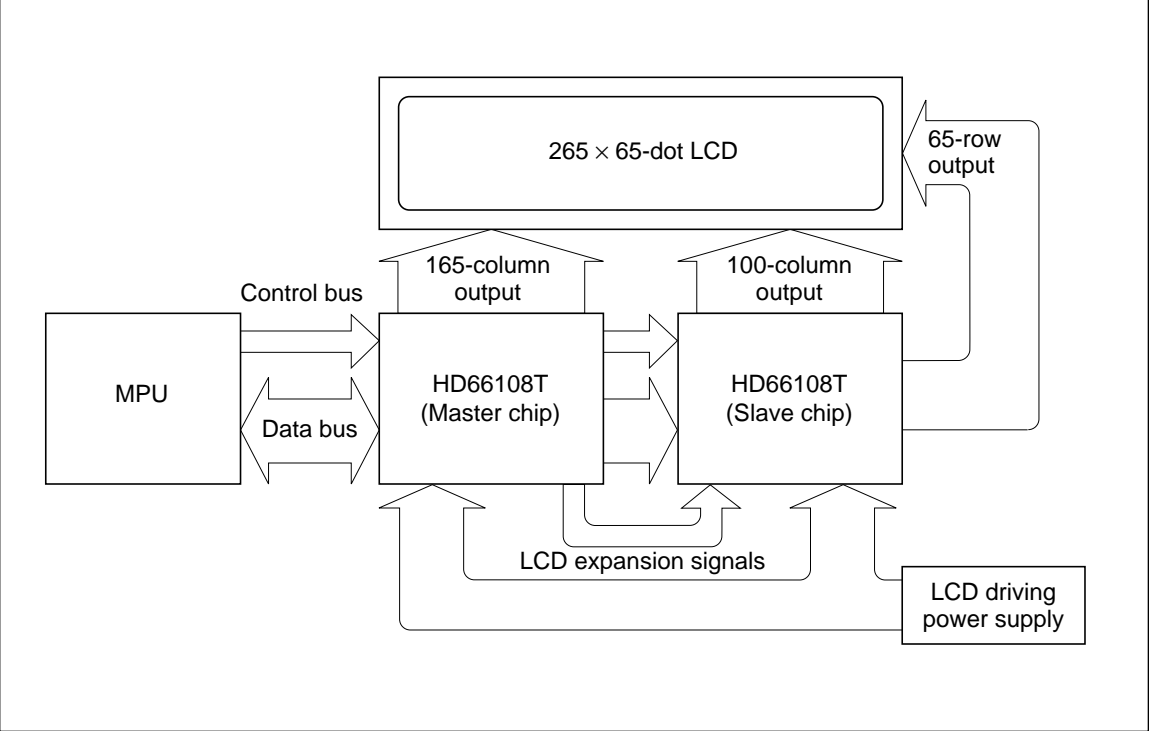 265 × 65-dot LCD
65-row
output
165-column
output
100-column
output
Control bus
MPU
HD66108T
(Master chip)
HD66108T
(Slave chip)
Data bus
LCD expansion signals
LCD driving
power supply